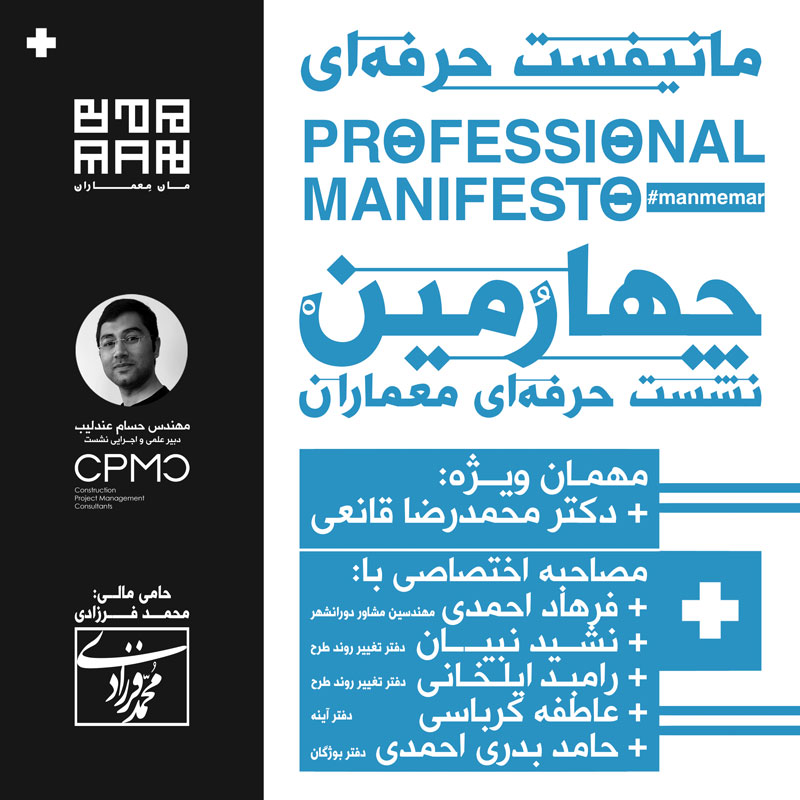 مانیفست حرفه‌ای
PROFESSIONAL
MANIFESTO
#manmemar
چهارمین
نشست حرفه‌ای معماران
مهمان ویژه:
+ دکتر محمدرضا قانعی
مصاحبه اختصاصی با:
+ فرهاد احمدی مهندسین مشاور دورانشهر
+ نشید نبیان دفتر تغییر روند طرح
+ رامبد ایلخانی دفتر تغییر روند طرح
+ عاطفه کرباسی دفتر آینه
+ حامد بدری احمدی دفتر بوژگان
مان معماران
مهندس حسام عندلیب
دبیر علمی و اجرایی نشست
CPMC
Construction
Project Management
Consultants
حامی مالی:
محمد فرزادی
محمد فرزادی